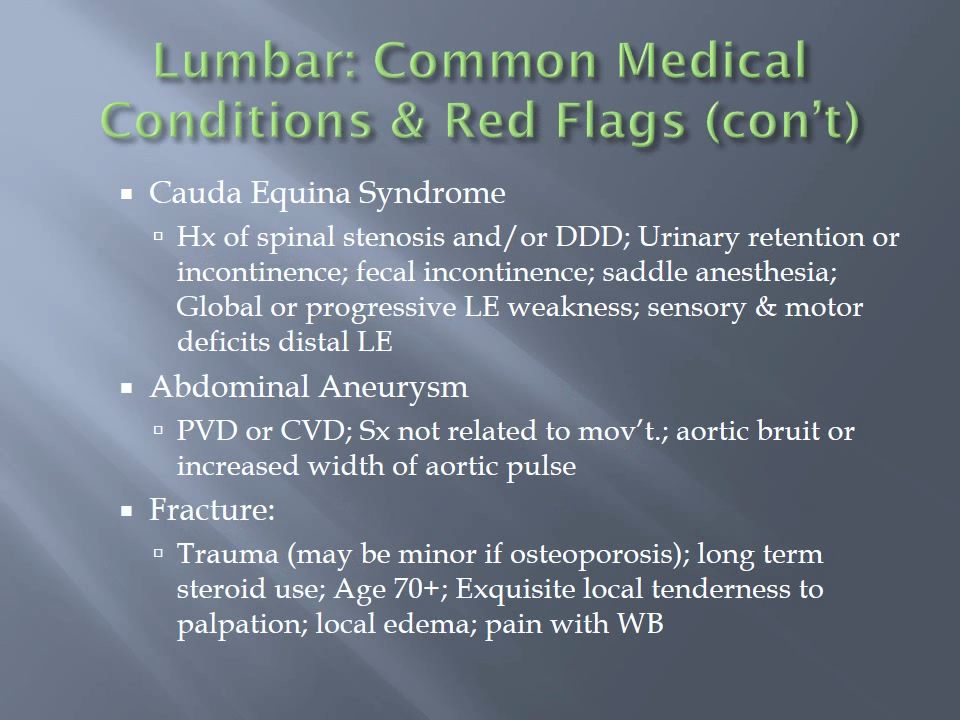 Lumbar: Common Medical
Conditions & Red Flags (con’t)
Cauda Equina Syndrome
Hx of spinal stenosis and/or DDD; Urinary retention or
incontinence; fecal incontinence; saddle anesthesia;
Global or progressive LE weakness; sensory & motor
deficits distal LE
Abdominal Aneurysm
PVD or CVD; Sx not related to mov’t.; aortic bruit or
increased width of aortic pulse
Fracture:
Trauma (may be minor if osteoporosis); long term
steroid use; Age 70+; Exquisite local tenderness to
palpation; local edema; pain with WB